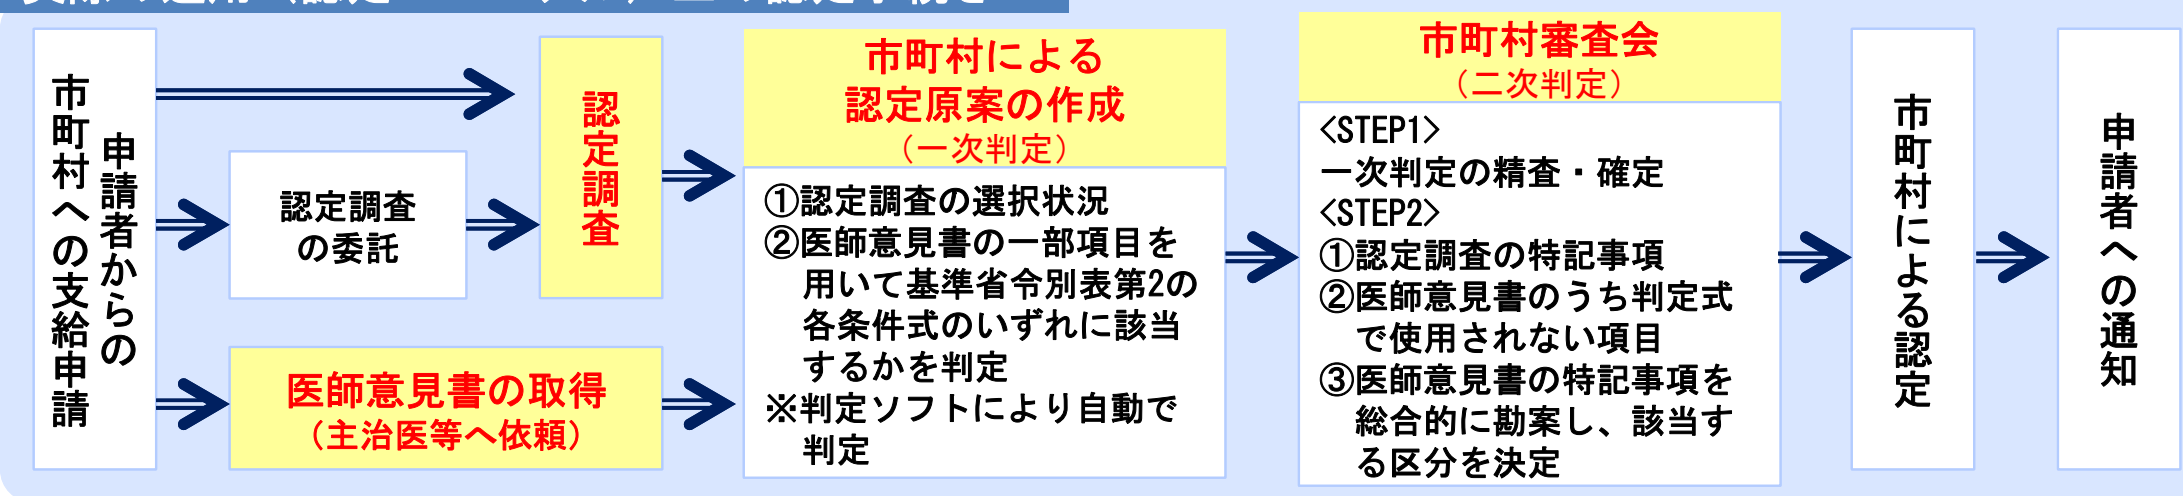 申請者からの
市町村への支給申請
認定調査
の委託
認定調査
医師意見書の取得
（主治医等へ依頼）
市町村による
認定原案の作成
（一次判定）
①認定調査の選択状況
②医師意見書の一部項目を
用いて基準省令別表第2の
各条件式のいずれに該当
するかを判定
※判定ソフトにより自動で
判定
市町村審査会
（二次判定）
<STEP1>
一次判定の精査・確定
<STEP2>
①認定調査の特記事項
②医師意見書のうち判定式
で使用されない項目
③医師意見書の特記事項を
総合的に勘案し、該当す
る区分を決定
市町村による認定
申請者への通知